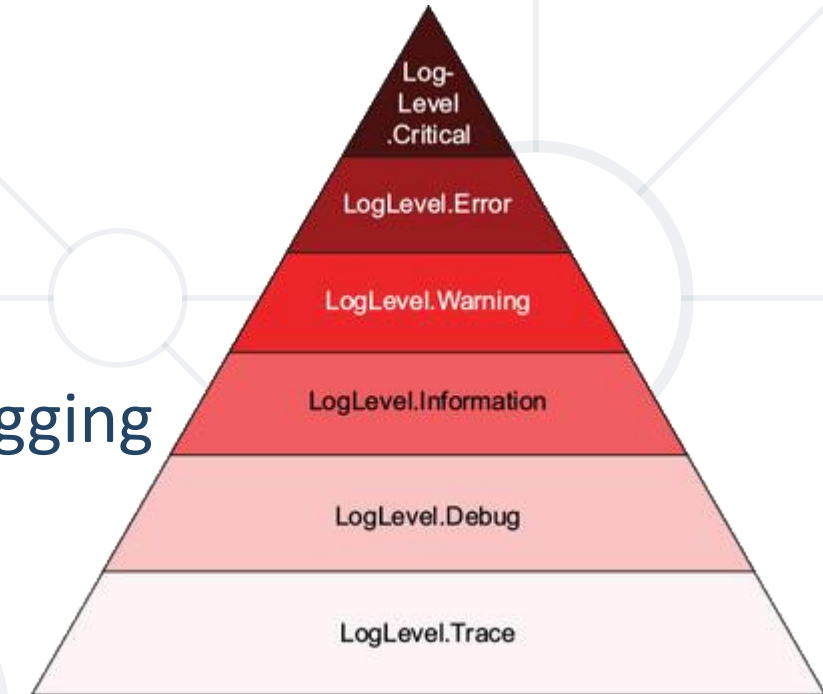 Log-
Level
.Critical
LogLevel.Error
LogLevel.Warning
LogLevel.Information
gging
LogLevel.Debug
LogLevel.Trace